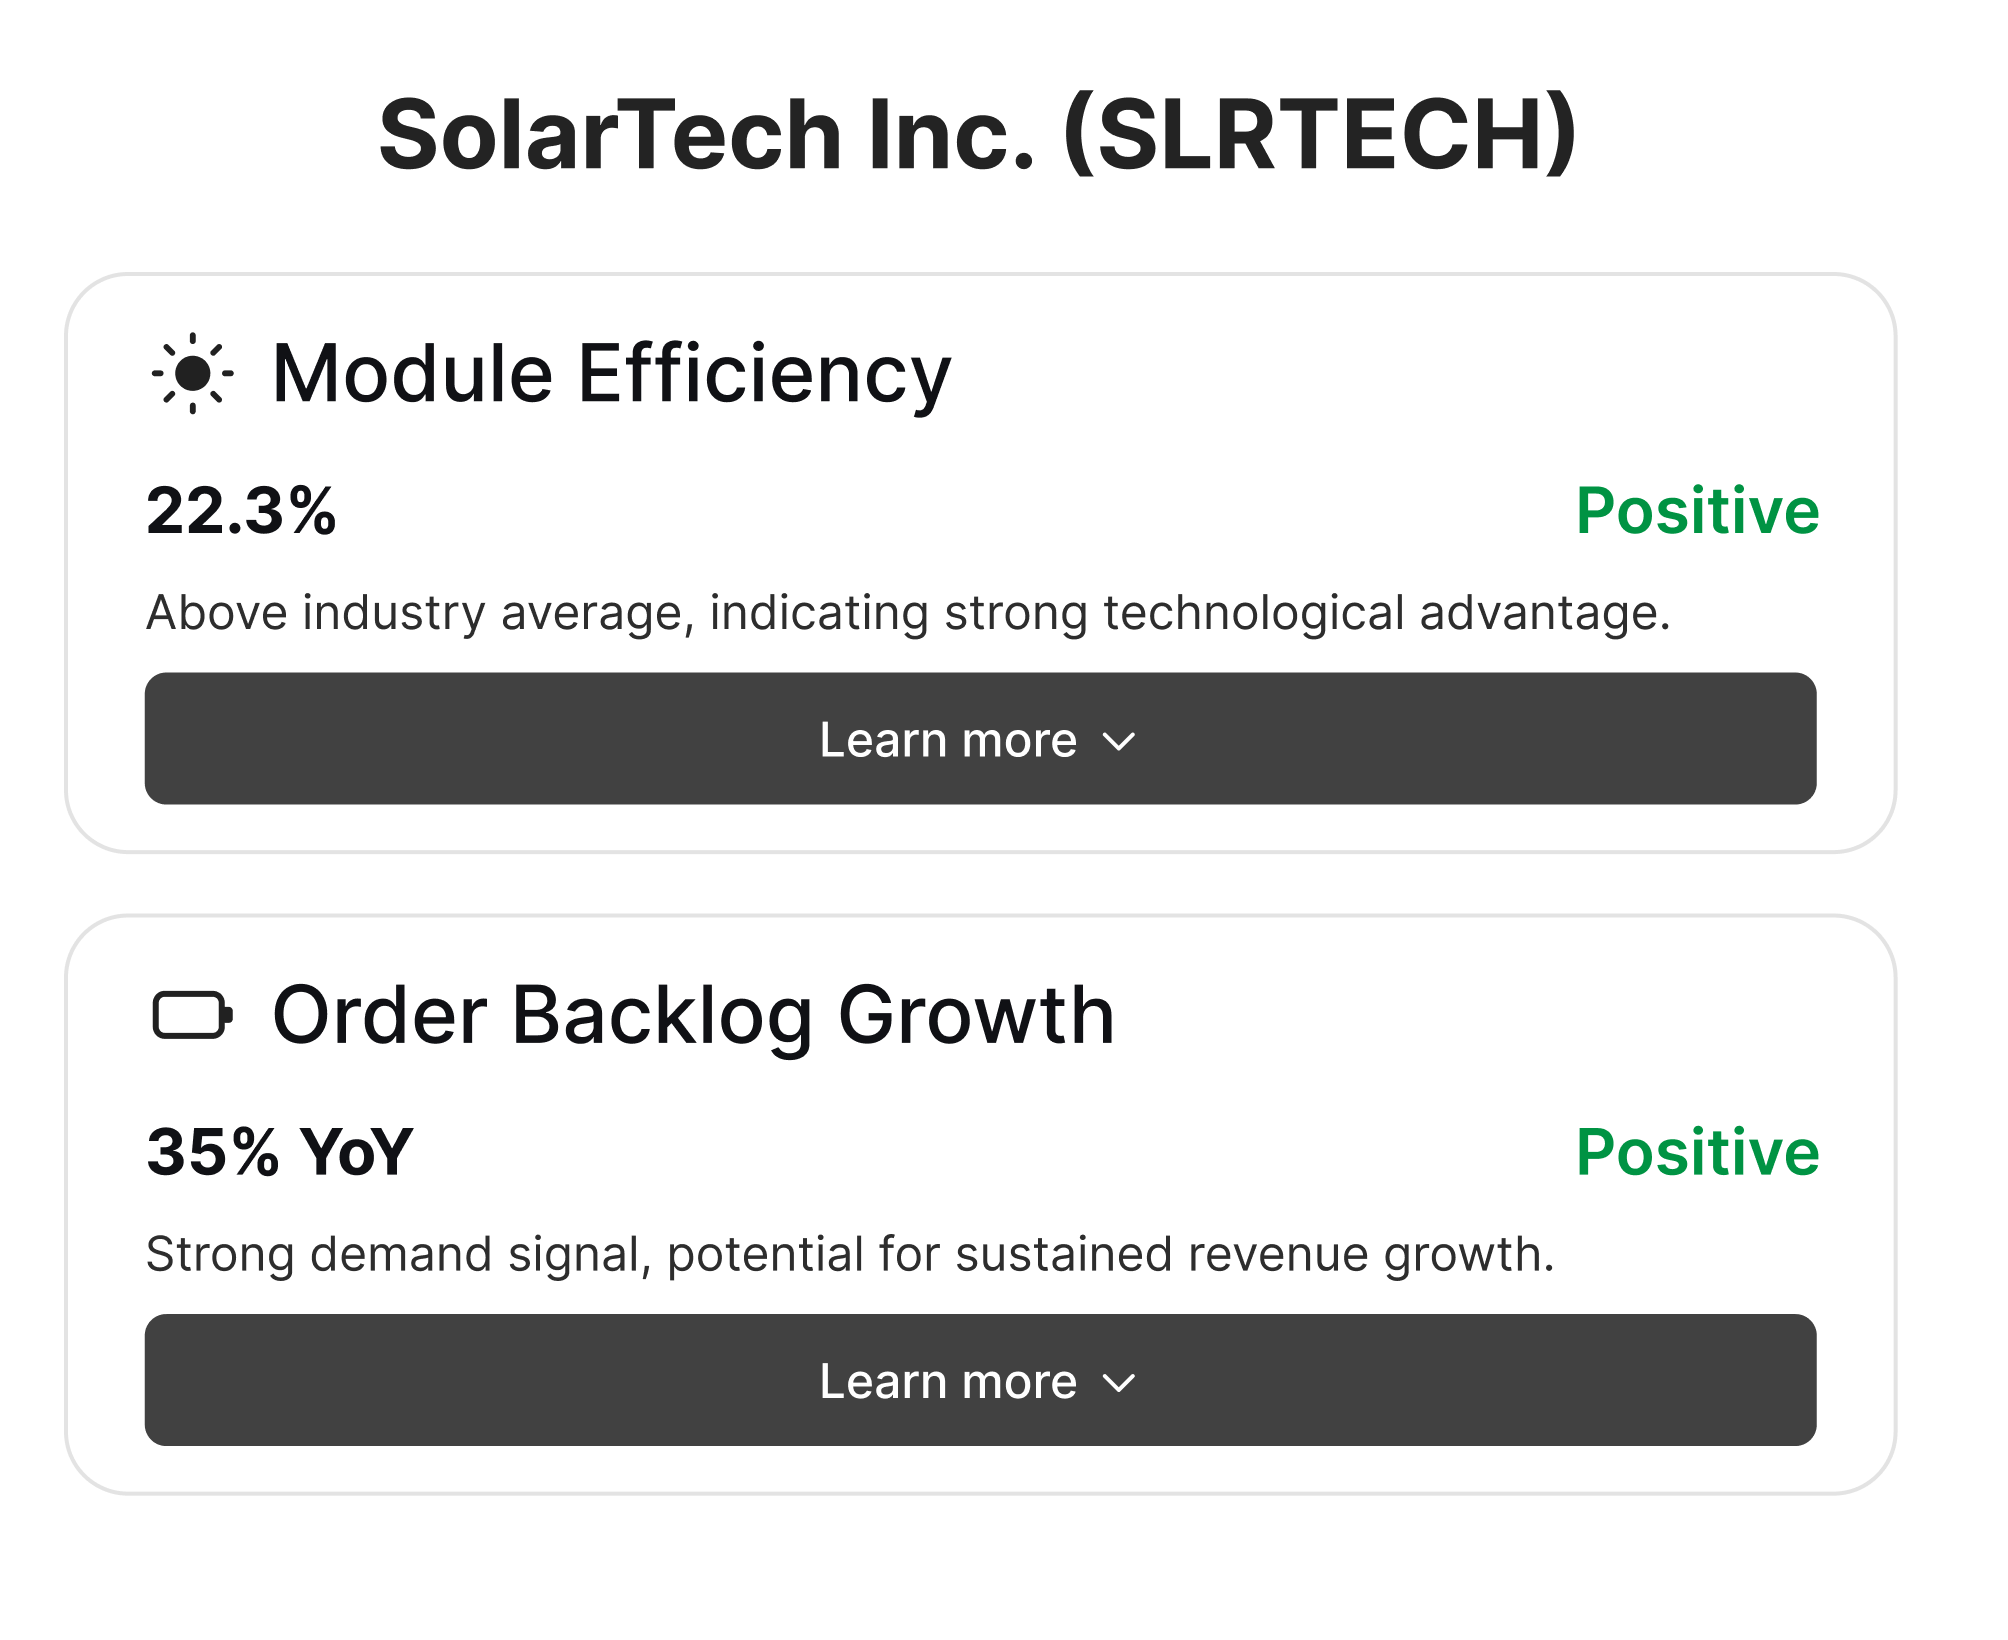 SolarTech Inc. (SLRTECH)
Module Efficiency
22.3%
Positive
Above industry average, indicating strong technological advantage.
Learn more
Order Backlog Growth
35% YoY
Positive
Strong demand signal, potential for sustained revenue growth.
Learn more